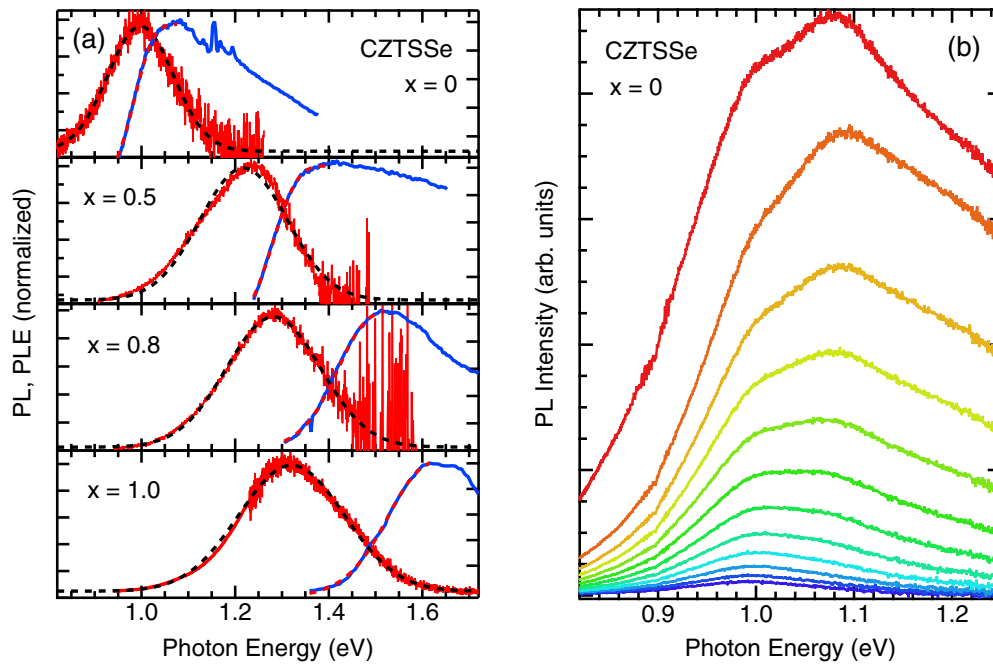 (a)
CZTSSe
x = 0
x = 0.5
x = 0.8
x = 1.0
PL, PLE (normalized)
1.0
1.2
1.4
1.6
Photon Energy (eV)
(b)
CZTSSe
x = 0
PL Intensity (arb. units)
0.9
1.0
1.1
1.2
Photon Energy (eV)